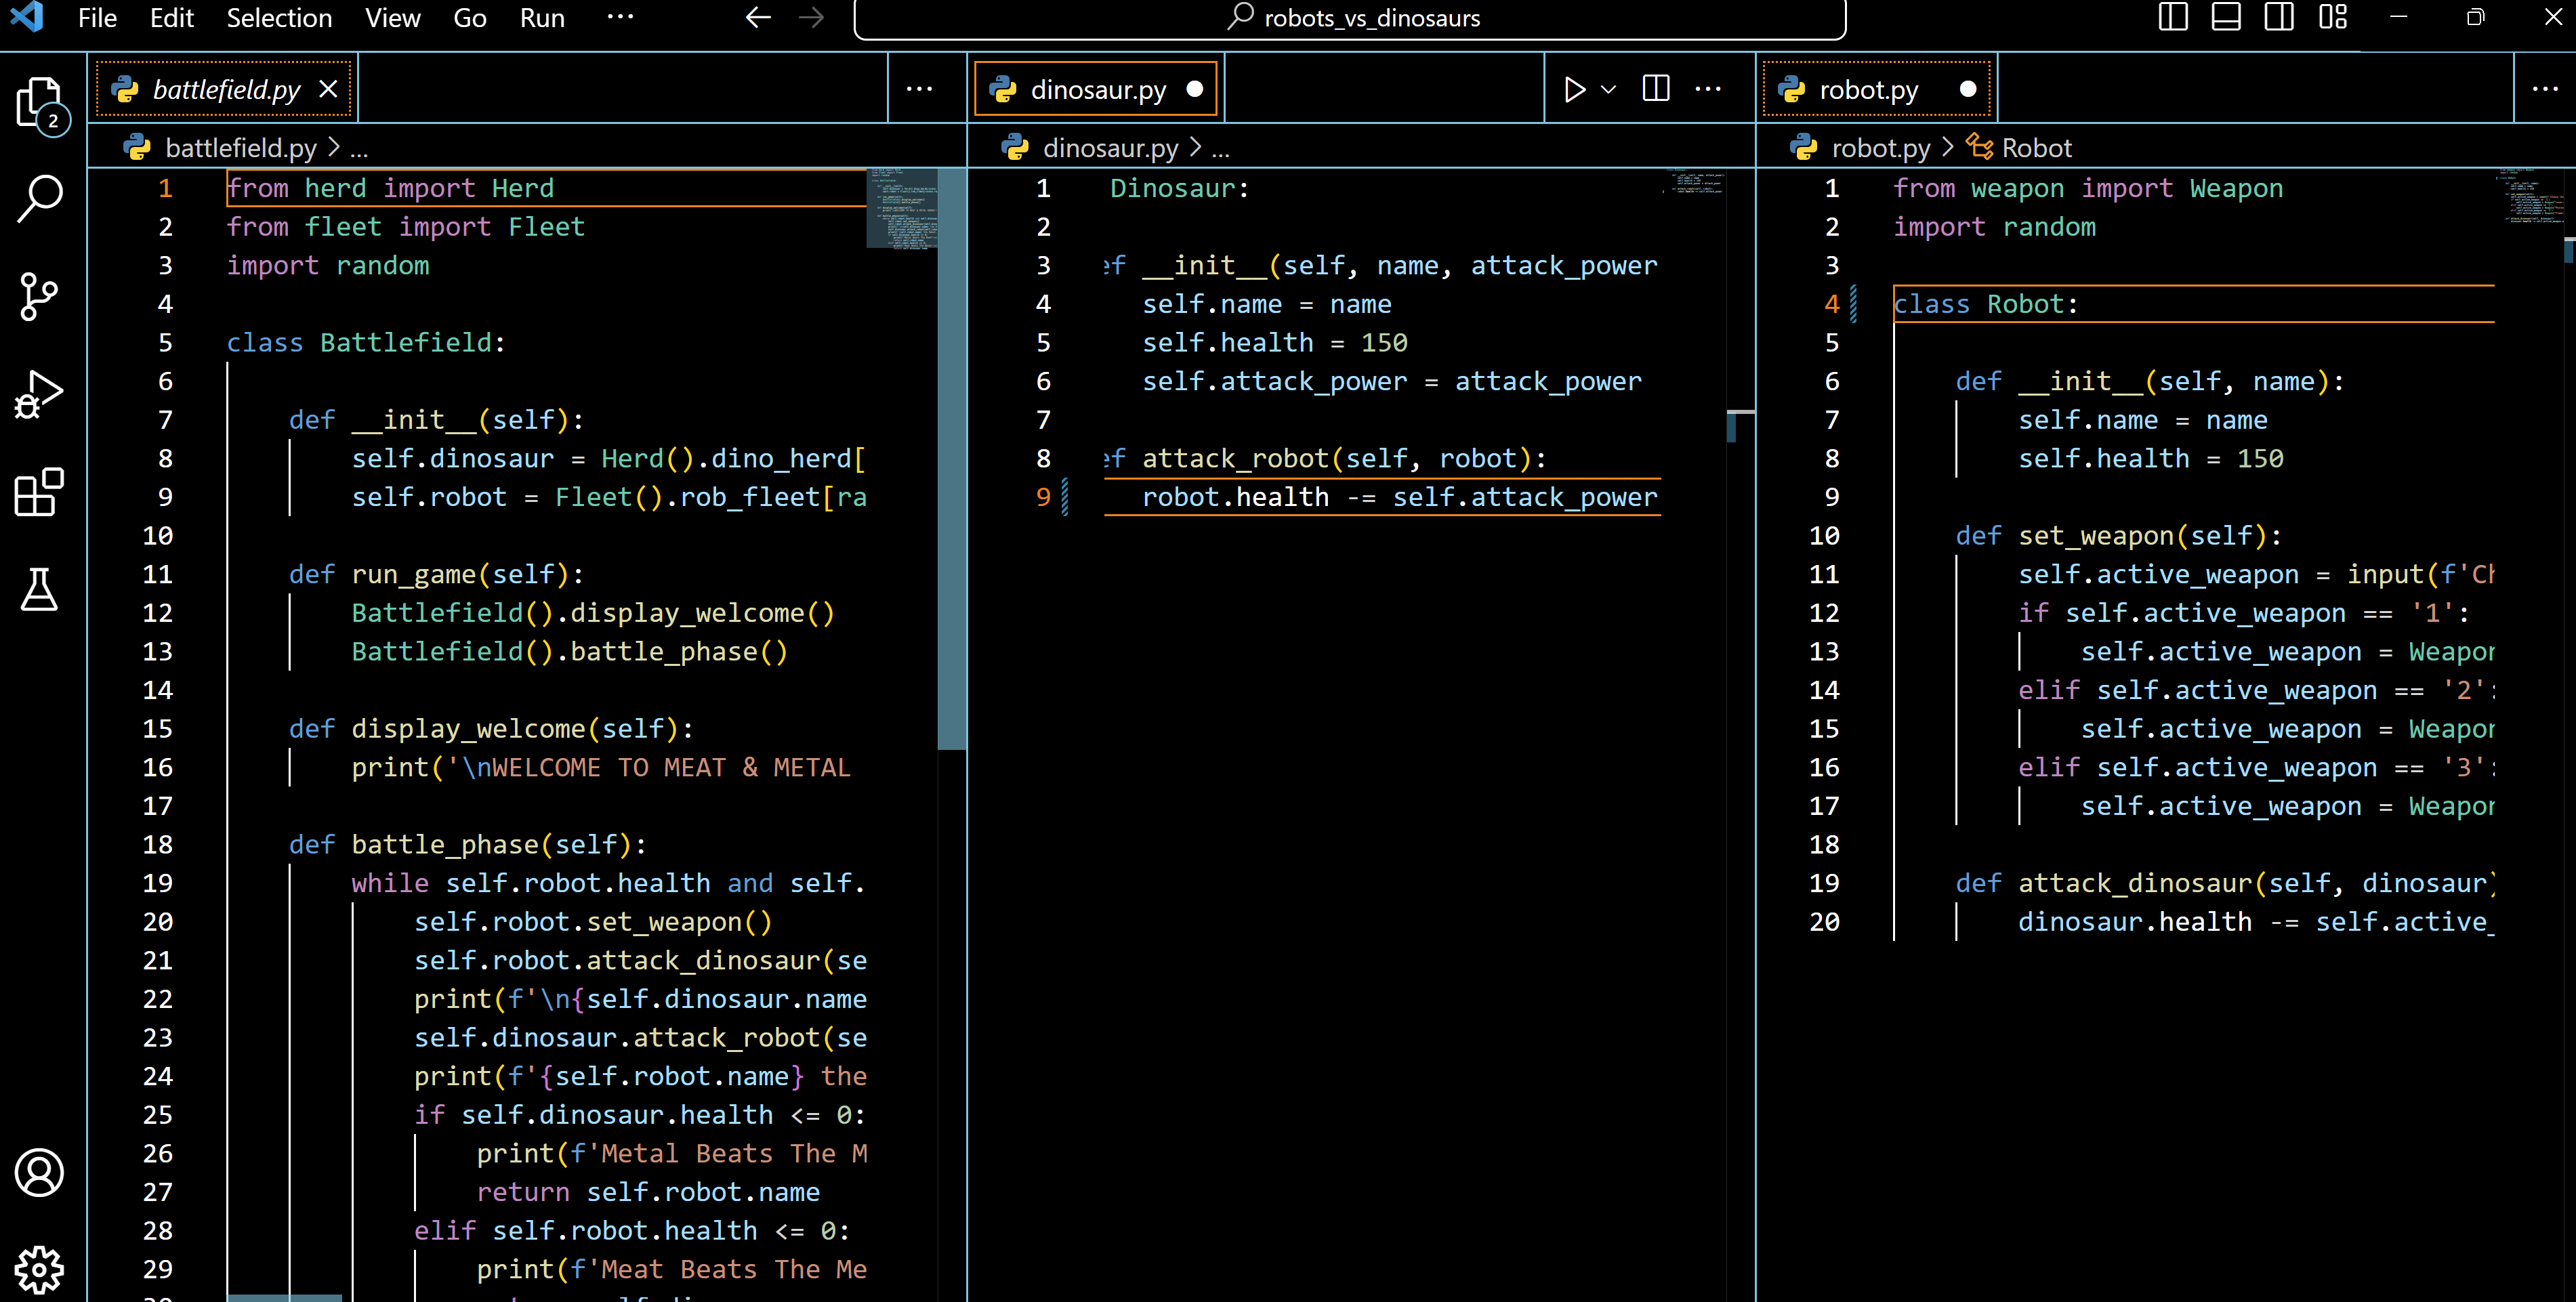 File Edit Selection View Go Run ...
robots_vs_dinosaurs
2
battlefield.py
battlefield.py > ...
1 from herd import Herd
2 from fleet import Fleet
3 import random
4
5 class Battlefield:
6
7 def __init__(self):
8 self.dinosaur = Herd().dino_herd[
9 self.robot = Fleet().rob_fleet[ra
10
11 def run_game(self):
12 Battlefield().display_welcome()
13 Battlefield().battle_phase()
14
15 def display_welcome(self):
16 print('\nWELCOME TO MEAT & METAL
17
18 def battle_phase(self):
19 while self.robot.health and self.
20 self.robot.set_weapon()
21 self.robot.attack_dinosaur(se
22 print(f'\n{self.dinosaur.name
23 self.dinosaur.attack_robot(se
24 print(f'{self.robot.name} the
25 if self.dinosaur.health <= 0:
26 print(f'Metal Beats The M
27 return self.robot.name
28 elif self.robot.health <= 0:
29 print(f'Meat Beats The Me
dinosaur.py
dinosaur.py > ...
1 Dinosaur:
2
3 ef __init__(self, name, attack_power
4 self.name = name
5 self.health = 150
6 self.attack_power = attack_power
7
8 ef attack_robot(self, robot):
9 robot.health -= self.attack_power
robot.py
robot.py > Robot
1 from weapon import Weapon
2 import random
3
4 class Robot:
5
6 def __init__(self, name):
7 self.name = name
8 self.health = 150
9
10 def set_weapon(self):
11 self.active_weapon = input(f'Ch
12 if self.active_weapon == '1':
13 self.active_weapon = Weapon
14 elif self.active_weapon == '2':
15 self.active_weapon = Weapon
16 elif self.active_weapon == '3':
17 self.active_weapon = Weapon
18
19 def attack_dinosaur(self, dinosaur)
20 dinosaur.health -= self.active_